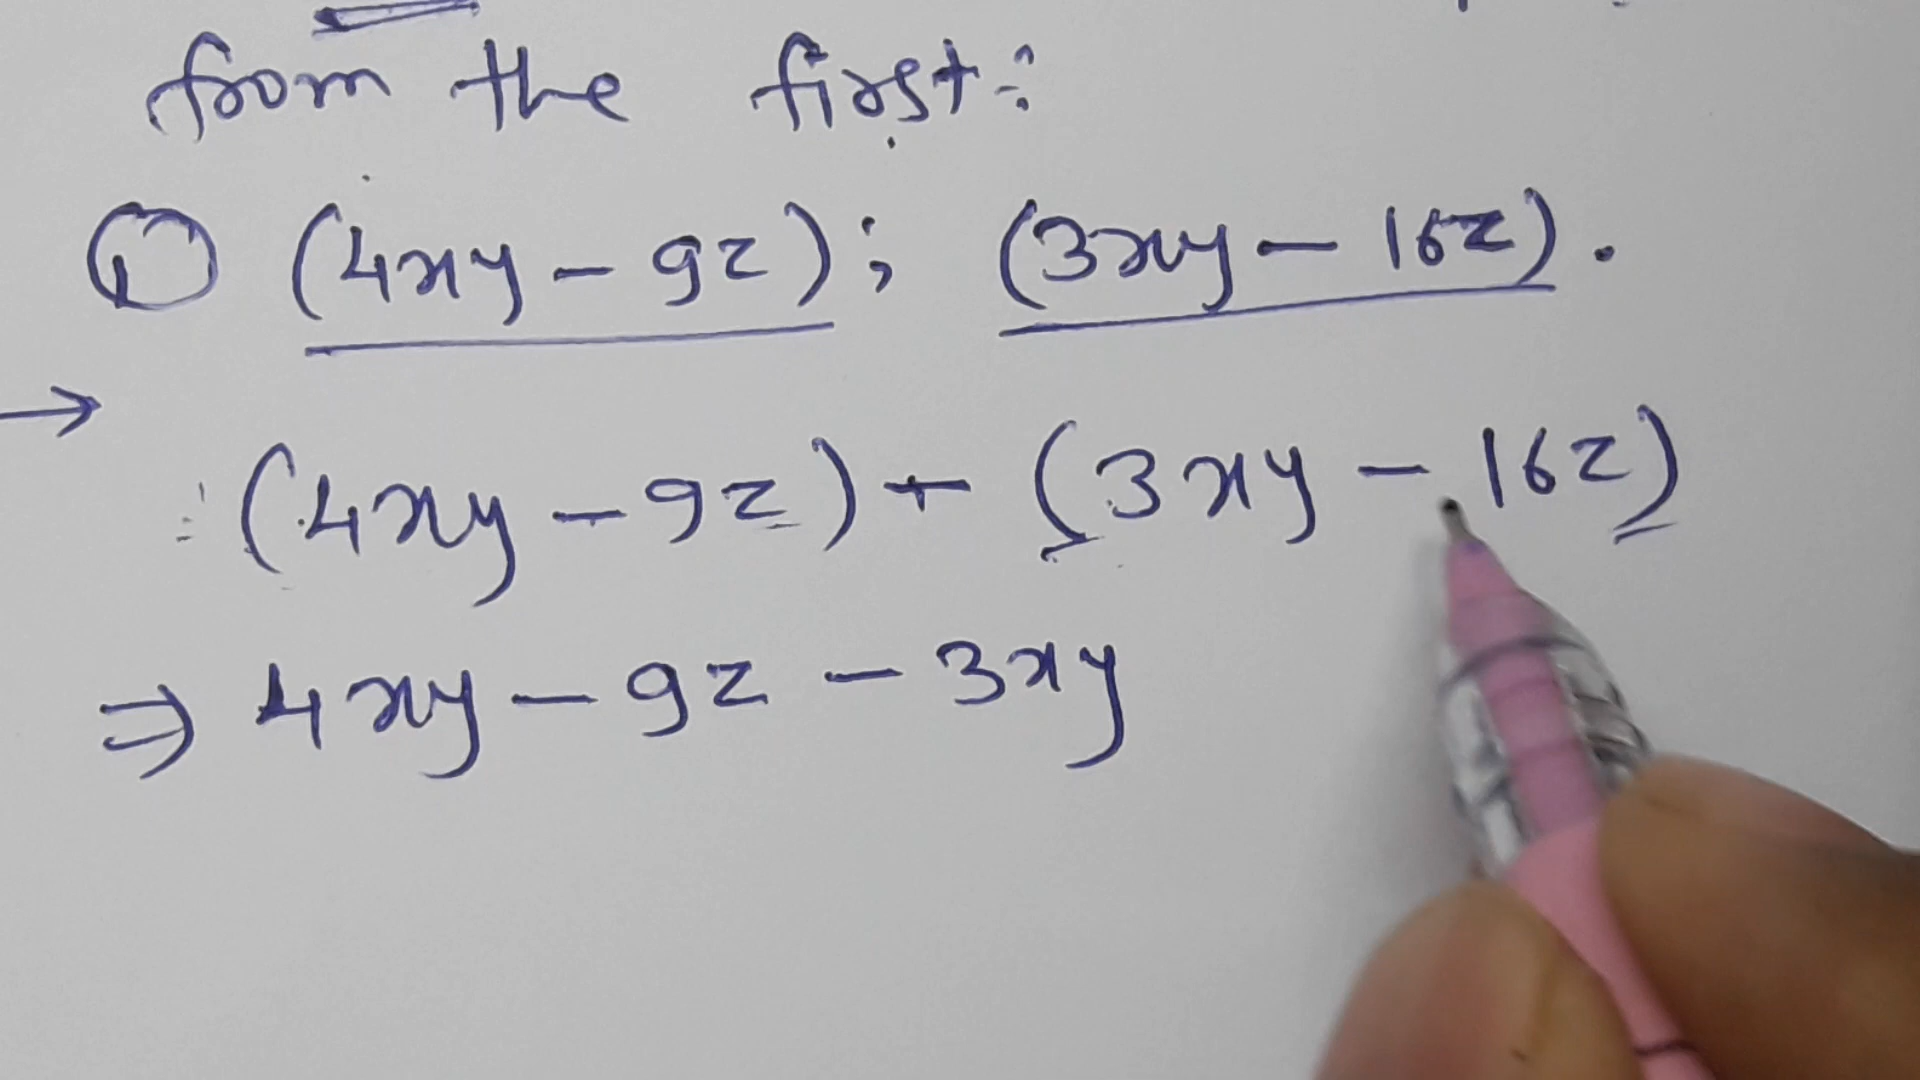 from the first:
① (4xy - 9z); (3xy - 16z).
→
(4xy - 9z) - (3xy - 16z)
⇒ 4xy - 9z - 3xy